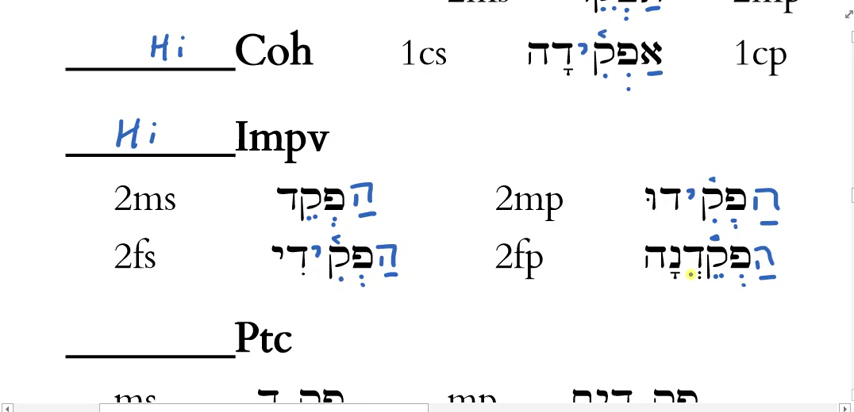 Hi Coh 1cs אַפְקִ֫ידָה 1cp
Hi Impv
2ms הַפְקֵד 2mp הַפְקִ֫ידוּ
2fs הַפְקִ֫ידִי 2fp הַפְקֵ֫דְנָה
Ptc